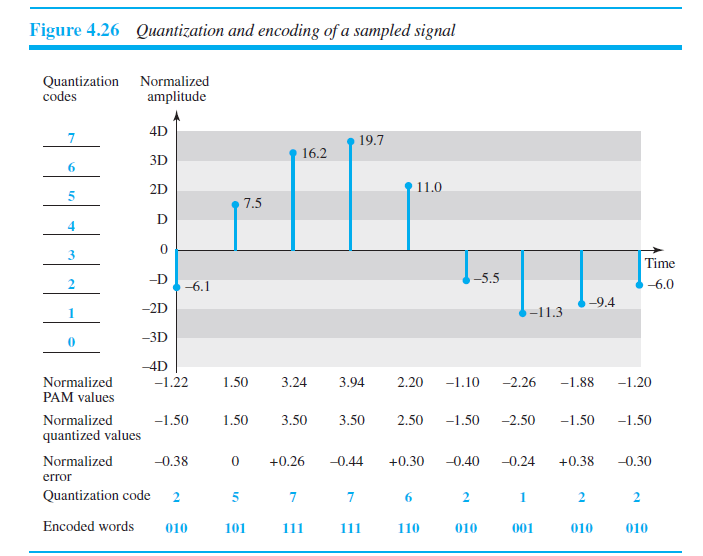 Figure 4.26 Quantization and encoding of a sampled signal
Quantization codes
Normalized amplitude
7
6
5
4
3
2
1
0
4D
3D
2D
D
0
–D
–2D
–3D
–4D
–6.1
7.5
16.2
19.7
11.0
–5.5
–11.3
–9.4
–6.0
Time
Normalized PAM values –1.22 1.50 3.24 3.94 2.20 –1.10 –2.26 –1.88 –1.20
Normalized quantized values –1.50 1.50 3.50 3.50 2.50 –1.50 –2.50 –1.50 –1.50
Normalized error –0.38 0 +0.26 –0.44 +0.30 –0.40 –0.24 +0.38 –0.30
Quantization code 2 5 7 7 6 2 1 2 2
Encoded words 010 101 111 111 110 010 001 010 010